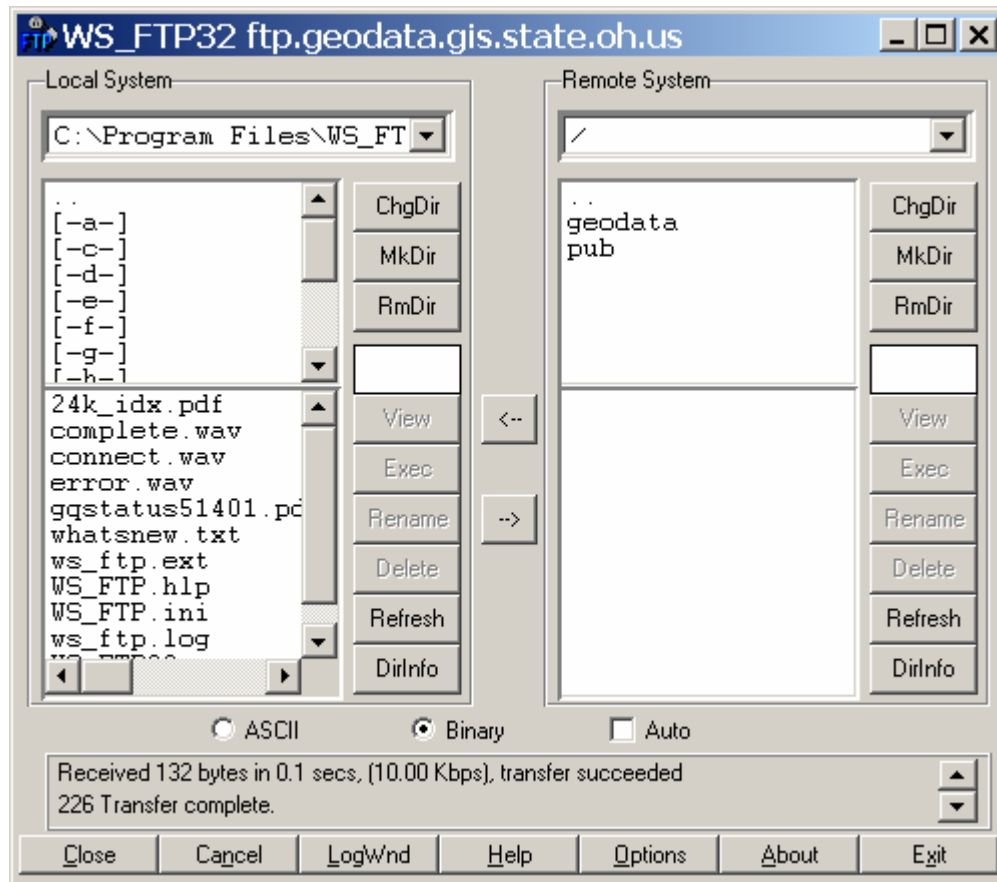 WS_FTP32 ftp.geodata.gis.state.oh.us
Local System
C:\Program Files\WS_FT
..
[-a-]
[-c-]
[-d-]
[-e-]
[-f-]
[-g-]
[-h-]
ChgDir
MkDir
RmDir
24k_idx.pdf
complete.wav
connect.wav
error.wav
gqstatus51401.pd
whatsnew.txt
ws_ftp.ext
WS_FTP.hlp
WS_FTP.ini
ws_ftp.log
View
Exec
Rename
Delete
Refresh
DirInfo
<--
-->
Remote System
/
..
geodata
pub
ChgDir
MkDir
RmDir
View
Exec
Rename
Delete
Refresh
DirInfo
ASCII Binary Auto
Received 132 bytes in 0.1 secs, (10.00 Kbps), transfer succeeded
226 Transfer complete.
Close Cancel LogWnd Help Options About Exit